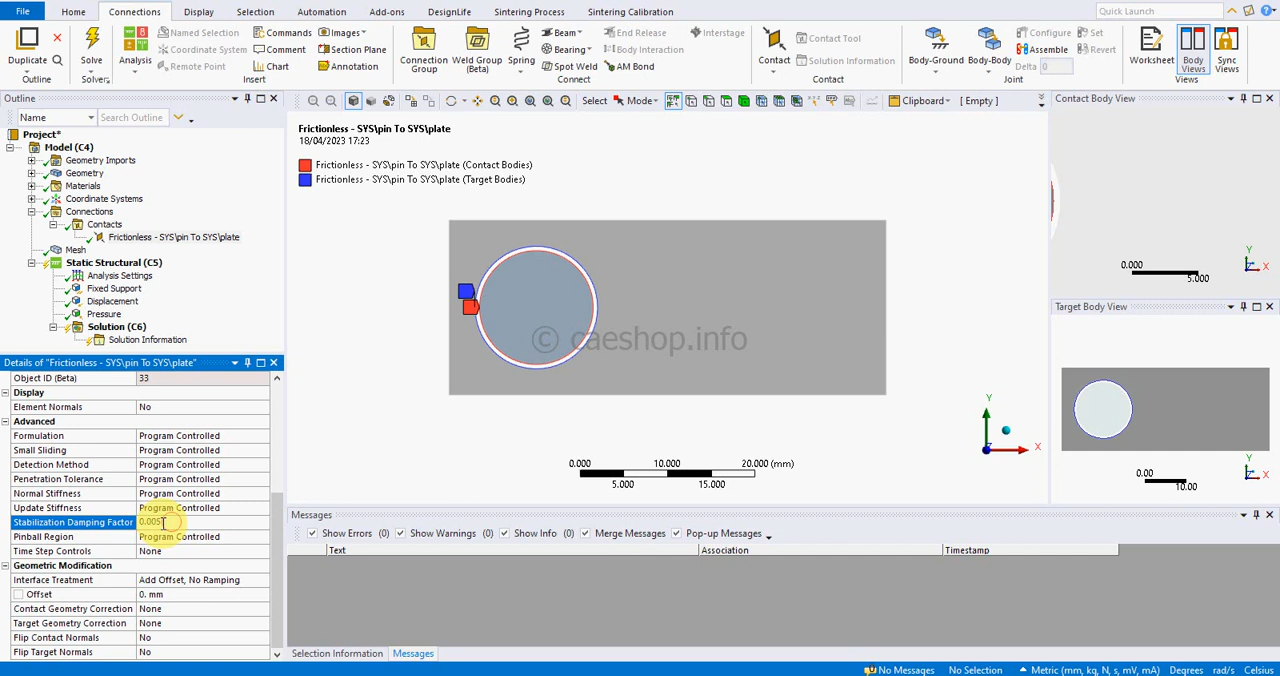 File Home Connections Display Selection Automation Add-ons DesignLife Sintering Process Sintering Calibration Quick Launch
Duplicate
Outline
Solve
Solver
Analysis
Named Selection
Coordinate System
Remote Point
Commands
Comment
Chart
Images
Section Plane
Annotation
Insert
Connection Group
Weld Group (Beta)
Spring
Beam
Bearing
Spot Weld
End Release
Body Interaction
AM Bond
Interstage
Connect
Contact
Contact Tool
Solution Information
Contact
Body-Ground
Body-Body
Configure
Assemble
Delta 0
Set
Revert
Joint
Worksheet
Body Views
Sync Views
Views
Outline
Name Search Outline
Project*
Model (C4)
Geometry Imports
Geometry
Materials
Coordinate Systems
Connections
Contacts
Frictionless - SYS\pin To SYS\plate
Mesh
Static Structural (C5)
Analysis Settings
Fixed Support
Displacement
Pressure
Solution (C6)
Solution Information
Details of "Frictionless - SYS\pin To SYS\plate"
Object ID (Beta) 33
Display
Element Normals No
Advanced
Formulation Program Controlled
Small Sliding Program Controlled
Detection Method Program Controlled
Penetration Tolerance Program Controlled
Normal Stiffness Program Controlled
Update Stiffness Program Controlled
Stabilization Damping Factor 0.005
Pinball Region Program Controlled
Time Step Controls None
Geometric Modification
Interface Treatment Add Offset, No Ramping
Offset 0. mm
Contact Geometry Correction None
Target Geometry Correction None
Flip Contact Normals No
Flip Target Normals No
Select Mode Clipboard [ Empty ]
Frictionless - SYS\pin To SYS\plate
18/04/2023 17:23
Frictionless - SYS\pin To SYS\plate (Contact Bodies)
Frictionless - SYS\pin To SYS\plate (Target Bodies)
© caeshop.info
0.000 10.000 20.000 (mm)
5.000 15.000
Y
X
Z
Contact Body View
0.000
5.000
Y
X
Z
Target Body View
0.00
10.00
Y
X
Z
Messages
Show Errors (0) Show Warnings (0) Show Info (0) Merge Messages Pop-up Messages
Text Association Timestamp
Selection Information Messages
No Messages No Selection Metric (mm, kg, N, s, mV, mA) Degrees rad/s Celsius